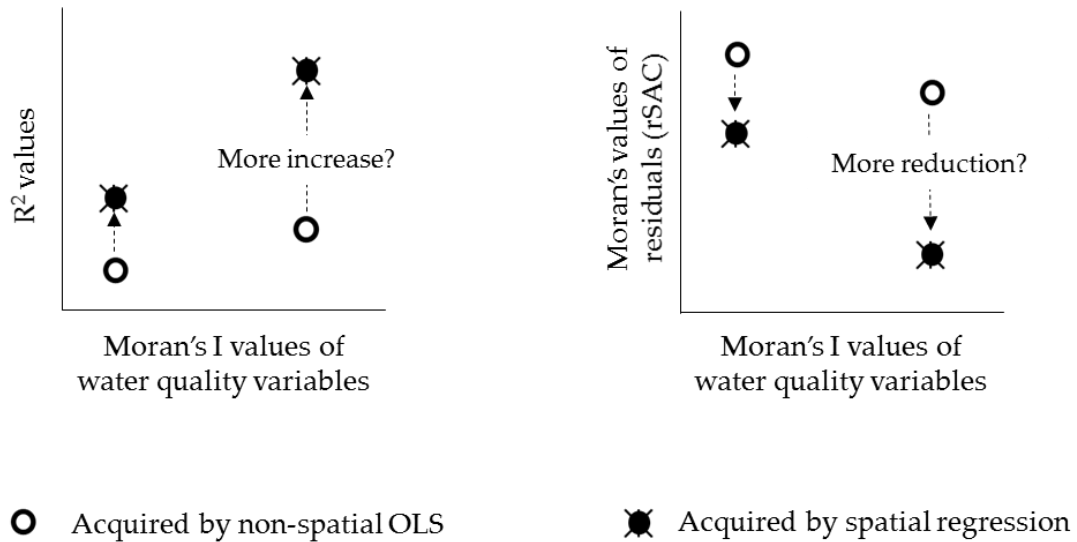 R² values
More increase?
Moran's I values of
water quality variables
Moran's values of
residuals (rSAC)
More reduction?
Moran's I values of
water quality variables
Acquired by non-spatial OLS
Acquired by spatial regression